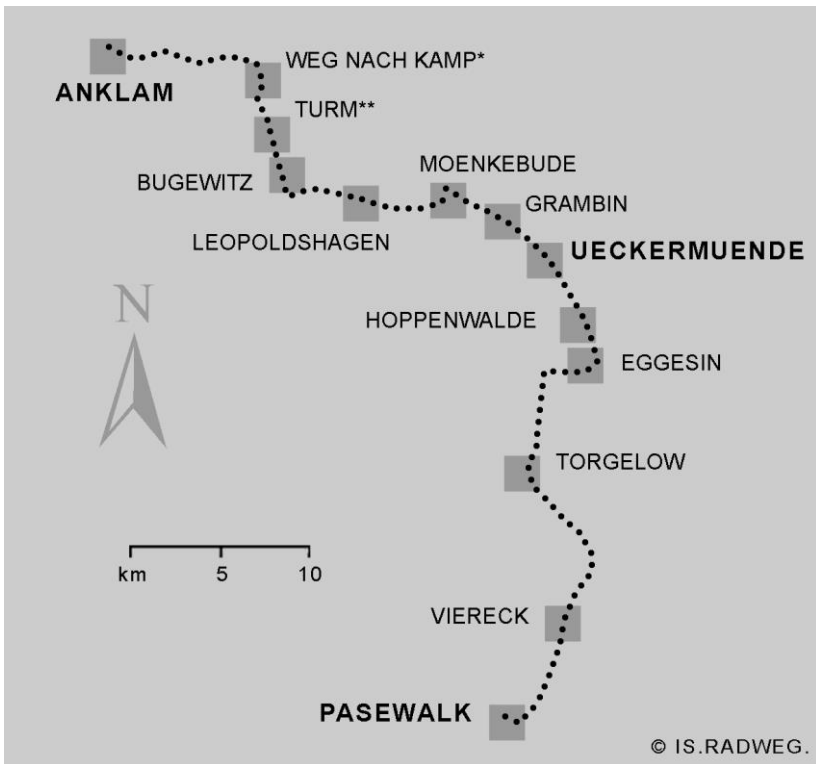 WEG NACH KAMP*
ANKLAM
TURM**
MOENKEBUDE
BUGEWITZ
GRAMBIN
LEOPOLDSHAGEN
UECKERMUENDE
N
HOPPENWALDE
EGGESIN
TORGELOW
km 5 10
VIERECK
PASEWALK
© IS.RADWEG.